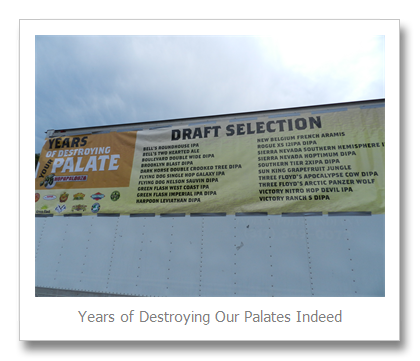 YEARS
OF DESTROYING
PALATE
HOPAPALOOZA
DRAFT SELECTION
BELL'S ROUNDHOUSE IPA
BELL'S TWO HEARTED ALE
BOULEVARD DOUBLE WIDE DIPA
BROOKLYN BLAST DIPA
DARK HORSE DOUBLE CROOKED TREE DIPA
FLYING DOG SINGLE HOP GALAXY IPA
FLYING DOG NELSON SAUVIN DIPA
GREEN FLASH WEST COAST IPA
GREEN FLASH IMPERIAL IPA DIPA
HARPOON LEVIATHAN DIPA
NEW BELGIUM FRENCH ARAMIS
ROGUE XS I2IPA DIPA
SIERRA NEVADA SOUTHERN HEMISPHERE I
SIERRA NEVADA HOPTIMUM DIPA
SOUTHERN TIER 2XIPA DIPA
SUN KING GRAPEFRUIT JUNGLE
THREE FLOYD'S APOCALYPSE COW DIPA
THREE FLOYD'S ARCTIC PANZER WOLF
VICTORY NITRO HOP DEVIL IPA
VICTORY RANCH S DIPA
Years of Destroying Our Palates Indeed